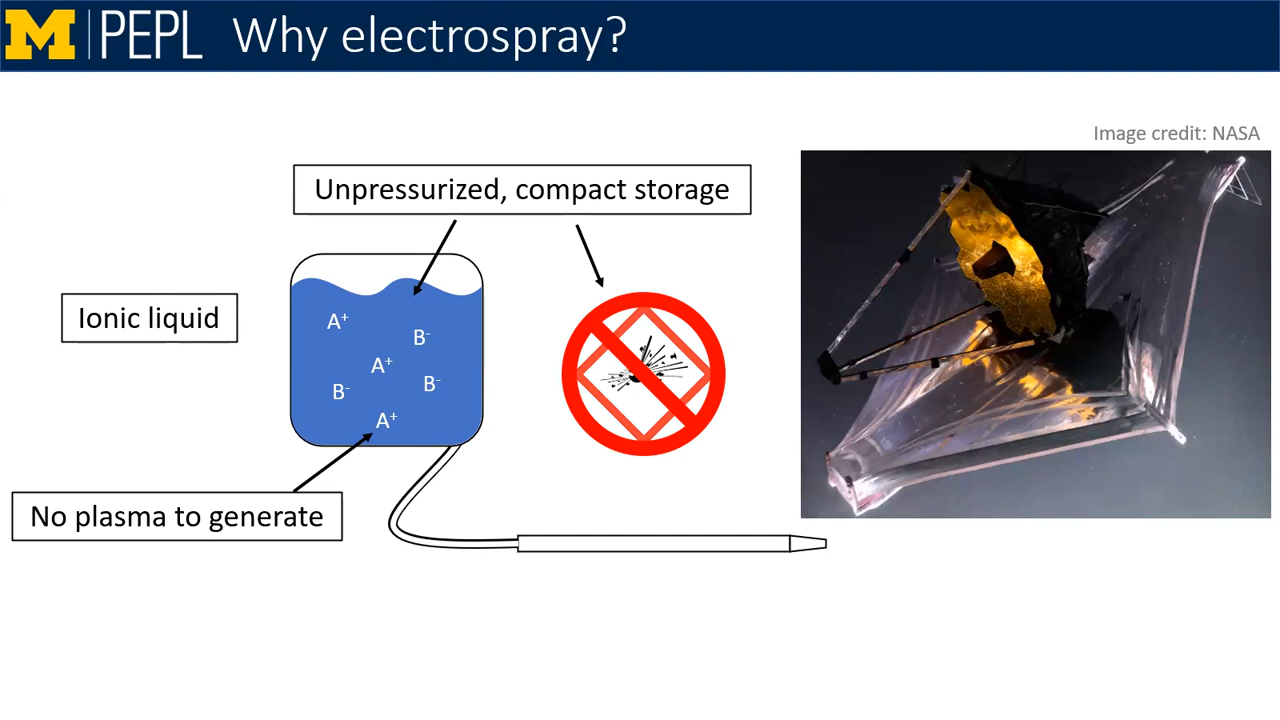 M PEPL Why electrospray?
Image credit: NASA
Unpressurized, compact storage
Ionic liquid
A⁺
B⁻
A⁺
B⁻
B⁻
A⁺
No plasma to generate